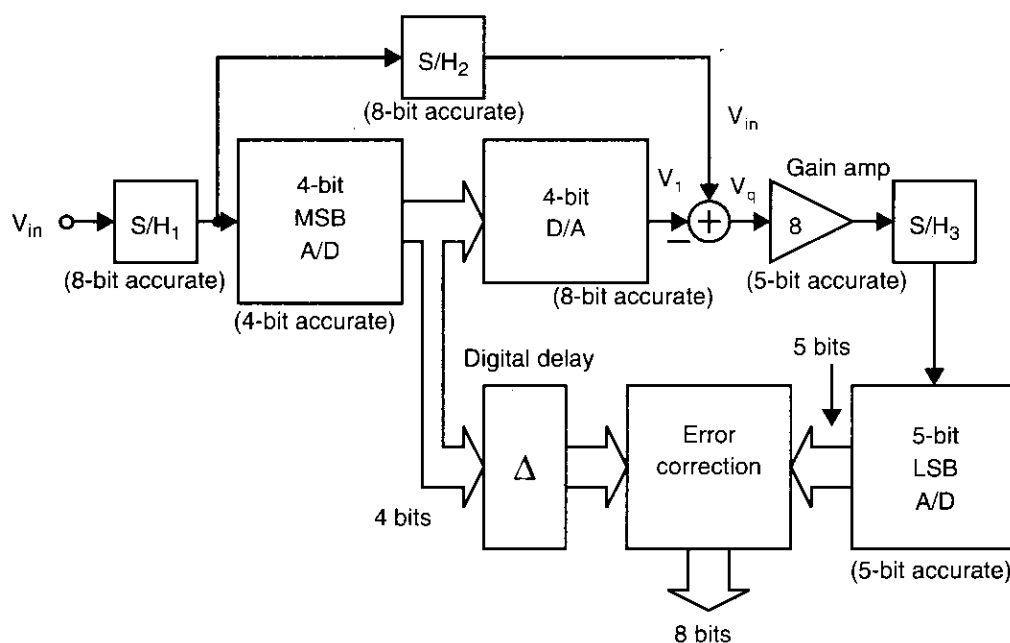 S/H2
(8-bit accurate)
Vin
Vin
S/H1
(8-bit accurate)
4-bit
MSB
A/D
(4-bit accurate)
4-bit
D/A
(8-bit accurate)
V1
Vq
Gain amp
8
(5-bit accurate)
S/H3
Digital delay
Δ
4 bits
Error
correction
8 bits
5 bits
5-bit
LSB
A/D
(5-bit accurate)